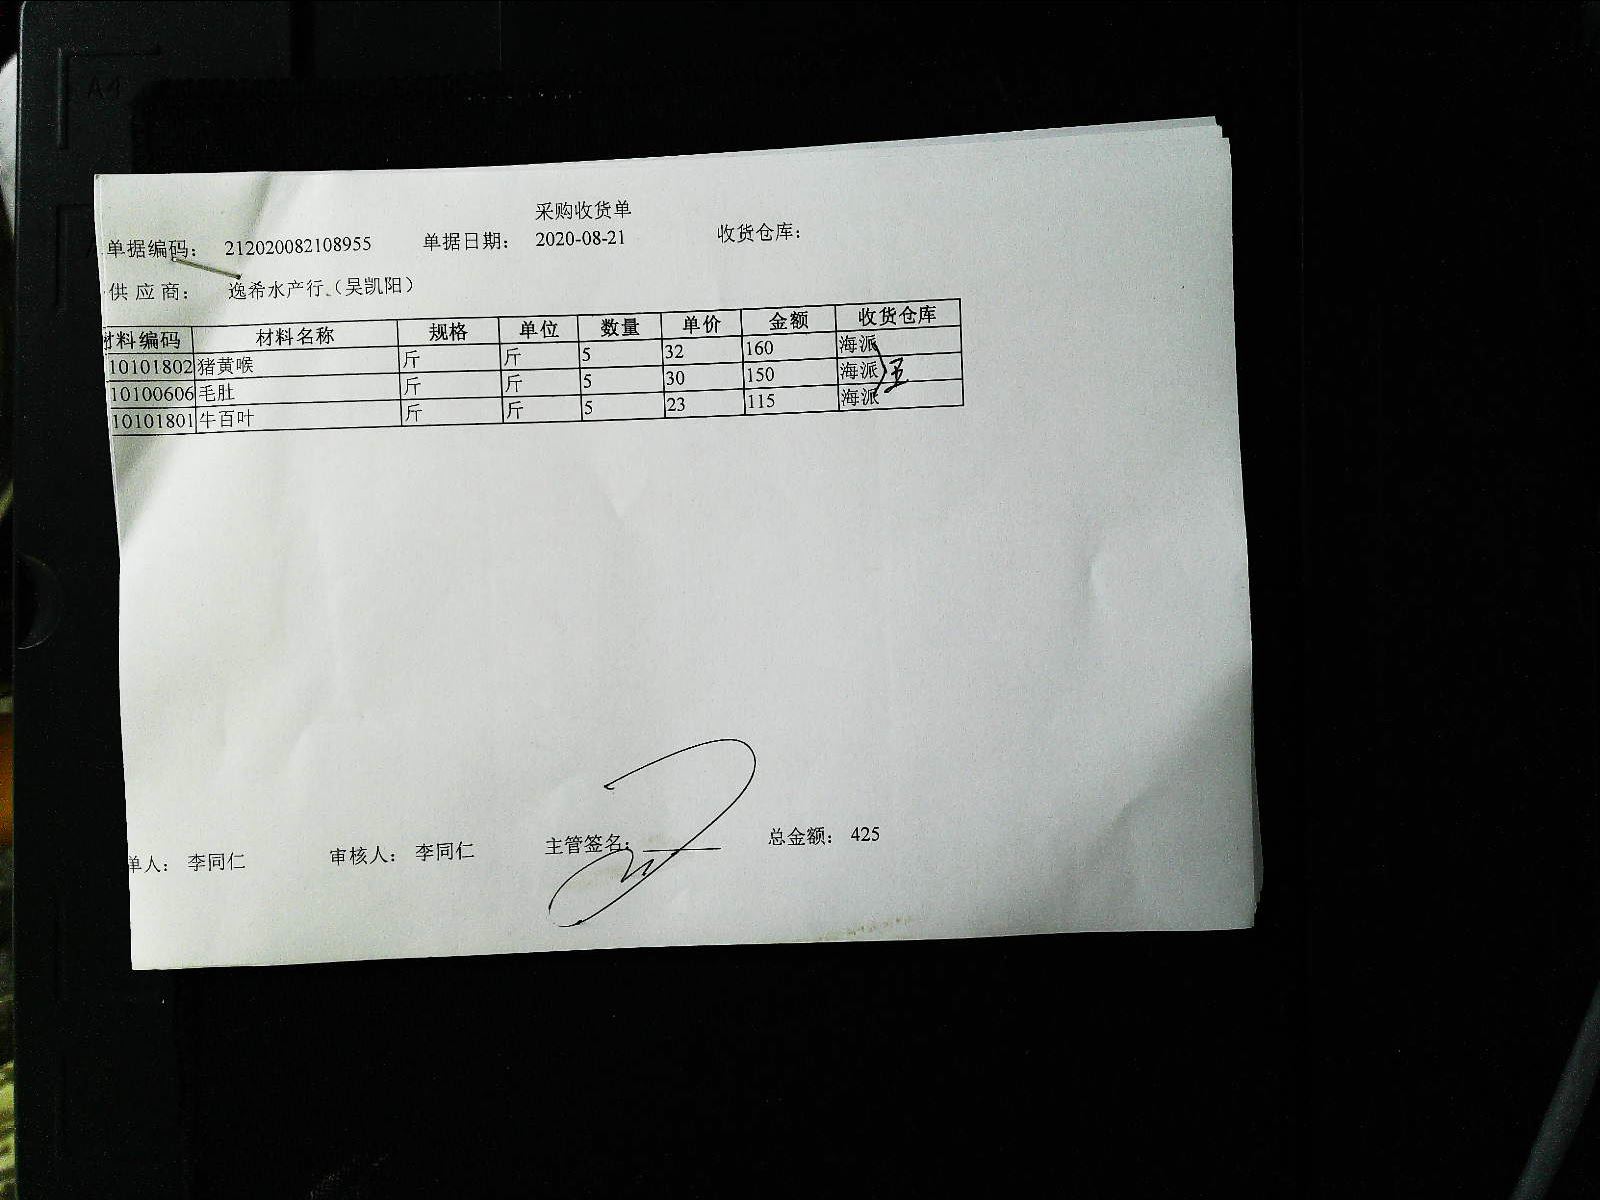 采购收货单
单据编码： 212020082108955 单据日期： 2020-08-21 收货仓库：
供应商： 逸希水产行.（吴凯阳）
材料编码 材料名称 规格 单位 数量 单价 金额 收货仓库
10101802 猪黄喉 斤 斤 5 32 160 海派
10100606 毛肚 斤 斤 5 30 150 海派
10101801 牛百叶 斤 斤 5 23 115 海派
单人： 李同仁 审核人： 李同仁 主管签名： 总金额： 425